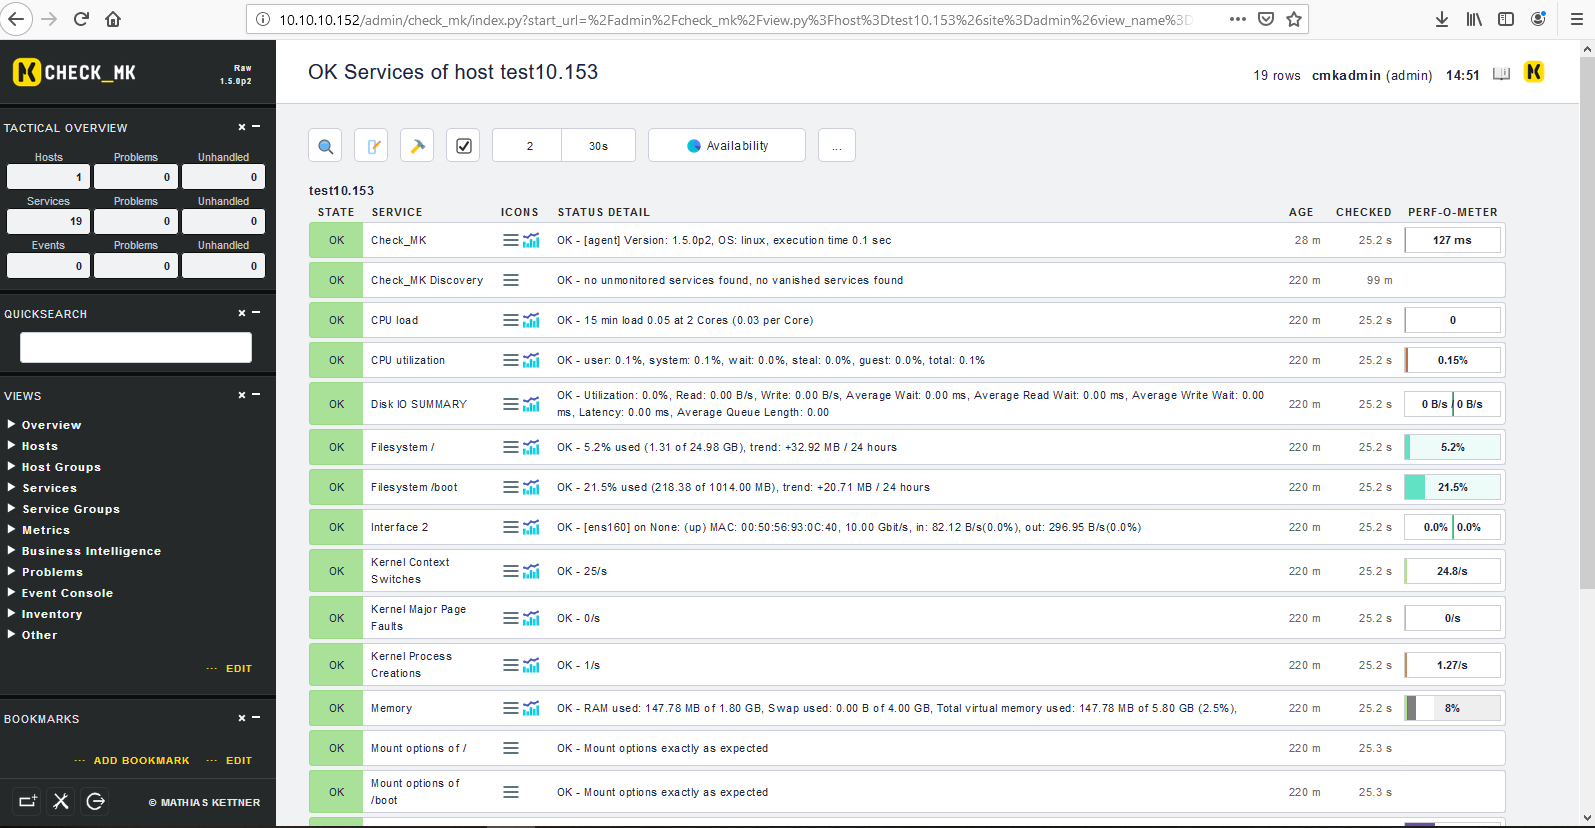 10.10.10.152/admin/check_mk/index.py?start_url=%2Fadmin%2Fcheck_mk%2Fview.py%3Fhost%3Dtest10.153%26site%3Dadmin%26view_name%3D
CHECK_MK
Raw
1.5.0p2
OK Services of host test10.153
19 rows cmkadmin (admin) 14:51
TACTICAL OVERVIEW
Hosts Problems Unhandled
1 0 0
Services Problems Unhandled
19 0 0
Events Problems Unhandled
0 0 0
QUICKSEARCH
VIEWS
Overview
Hosts
Host Groups
Services
Service Groups
Metrics
Business Intelligence
Problems
Event Console
Inventory
Other
EDIT
BOOKMARKS
ADD BOOKMARK EDIT
© MATHIAS KETTNER
2 30s Availability ...
test10.153
STATE SERVICE ICONS STATUS DETAIL AGE CHECKED PERF-O-METER
OK Check_MK OK - [agent] Version: 1.5.0p2, OS: linux, execution time 0.1 sec 28 m 25.2 s 127 ms
OK Check_MK Discovery OK - no unmonitored services found, no vanished services found 220 m 99 m
OK CPU load OK - 15 min load 0.05 at 2 Cores (0.03 per Core) 220 m 25.2 s 0
OK CPU utilization OK - user: 0.1%, system: 0.1%, wait: 0.0%, steal: 0.0%, guest: 0.0%, total: 0.1% 220 m 25.2 s 0.15%
OK Disk IO SUMMARY OK - Utilization: 0.0%, Read: 0.00 B/s, Write: 0.00 B/s, Average Wait: 0.00 ms, Average Read Wait: 0.00 ms, Average Write Wait: 0.00
ms, Latency: 0.00 ms, Average Queue Length: 0.00 220 m 25.2 s 0 B/s / 0 B/s
OK Filesystem / OK - 5.2% used (1.31 of 24.98 GB), trend: +32.92 MB / 24 hours 220 m 25.2 s 5.2%
OK Filesystem /boot OK - 21.5% used (218.38 of 1014.00 MB), trend: +20.71 MB / 24 hours 220 m 25.2 s 21.5%
OK Interface 2 OK - [ens160] on None: (up) MAC: 00:50:56:93:0C:40, 10.00 Gbit/s, in: 82.12 B/s(0.0%), out: 296.95 B/s(0.0%) 220 m 25.2 s 0.0% 0.0%
OK Kernel Context
Switches OK - 25/s 220 m 25.2 s 24.8/s
OK Kernel Major Page
Faults OK - 0/s 220 m 25.2 s 0/s
OK Kernel Process
Creations OK - 1/s 220 m 25.2 s 1.27/s
OK Memory OK - RAM used: 147.78 MB of 1.80 GB, Swap used: 0.00 B of 4.00 GB, Total virtual memory used: 147.78 MB of 5.80 GB (2.5%), 220 m 25.2 s 8%
OK Mount options of / OK - Mount options exactly as expected 220 m 25.3 s
OK Mount options of
/boot OK - Mount options exactly as expected 220 m 25.3 s